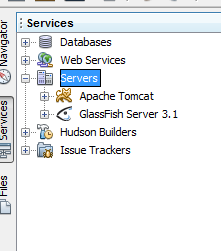 Services
Databases
Web Services
Servers
Apache Tomcat
GlassFish Server 3.1
Hudson Builders
Issue Trackers
Navigator
Services
Files